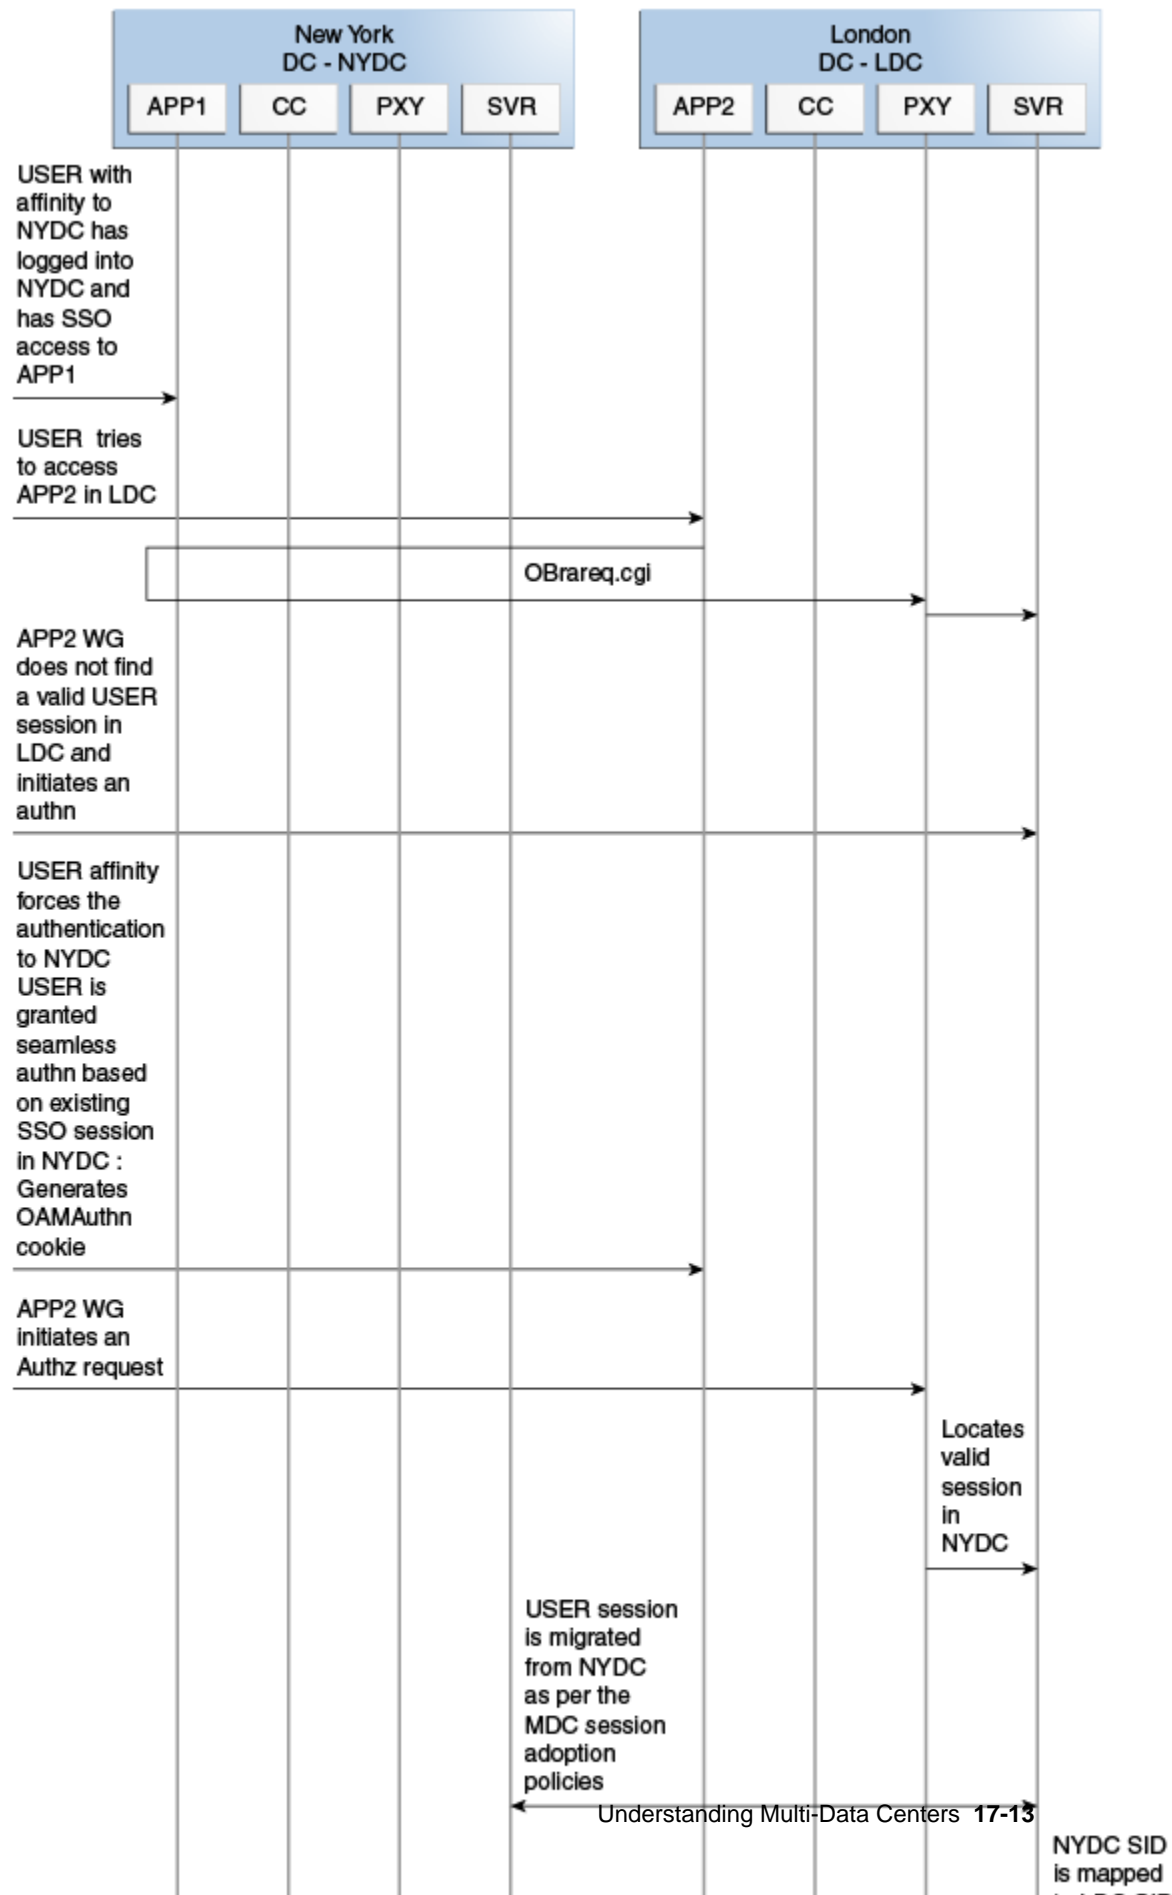 New York
DC - NYDC
London
DC - LDC
APP1
CC
PXY
SVR
APP2
CC
PXY
SVR
USER with
affinity to
NYDC has
logged into
NYDC and
has SSO
access to
APP1
USER tries
to access
APP2 in LDC
OBrareq.cgi
APP2 WG
does not find
a valid USER
session in
LDC and
initiates an
authn
USER affinity
forces the
authentication
to NYDC
USER is
granted
seamless
authn based
on existing
SSO session
in NYDC :
Generates
OAMAuthn
cookie
APP2 WG
initiates an
Authz request
Locates
valid
session
in
NYDC
USER session
is migrated
from NYDC
as per the
MDC session
adoption
policies
Understanding Multi-Data Centers 17-13
NYDC SID
is mapped